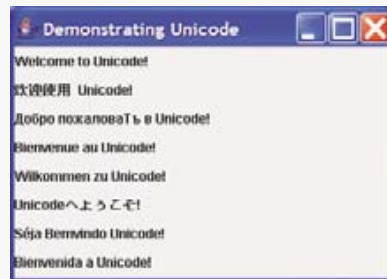 Demonstrating Unicode
Welcome to Unicode!
欢迎使用 Unicode!
Добро пожаловаТь в Unicode!
Bienvenue au Unicode!
Wilkommen zu Unicode!
Unicodeへようこそ!
Séja Bemvindo Unicode!
Bienvenida a Unicode!